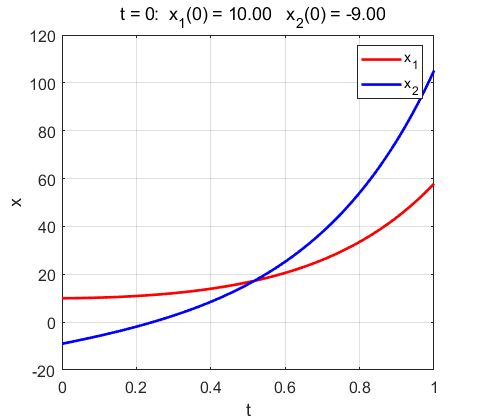 t = 0:  x₁(0) = 10.00   x₂(0) = -9.00
120
100
80
60
40
20
0
-20
x
x₁
x₂
0 0.2 0.4 0.6 0.8 1
t